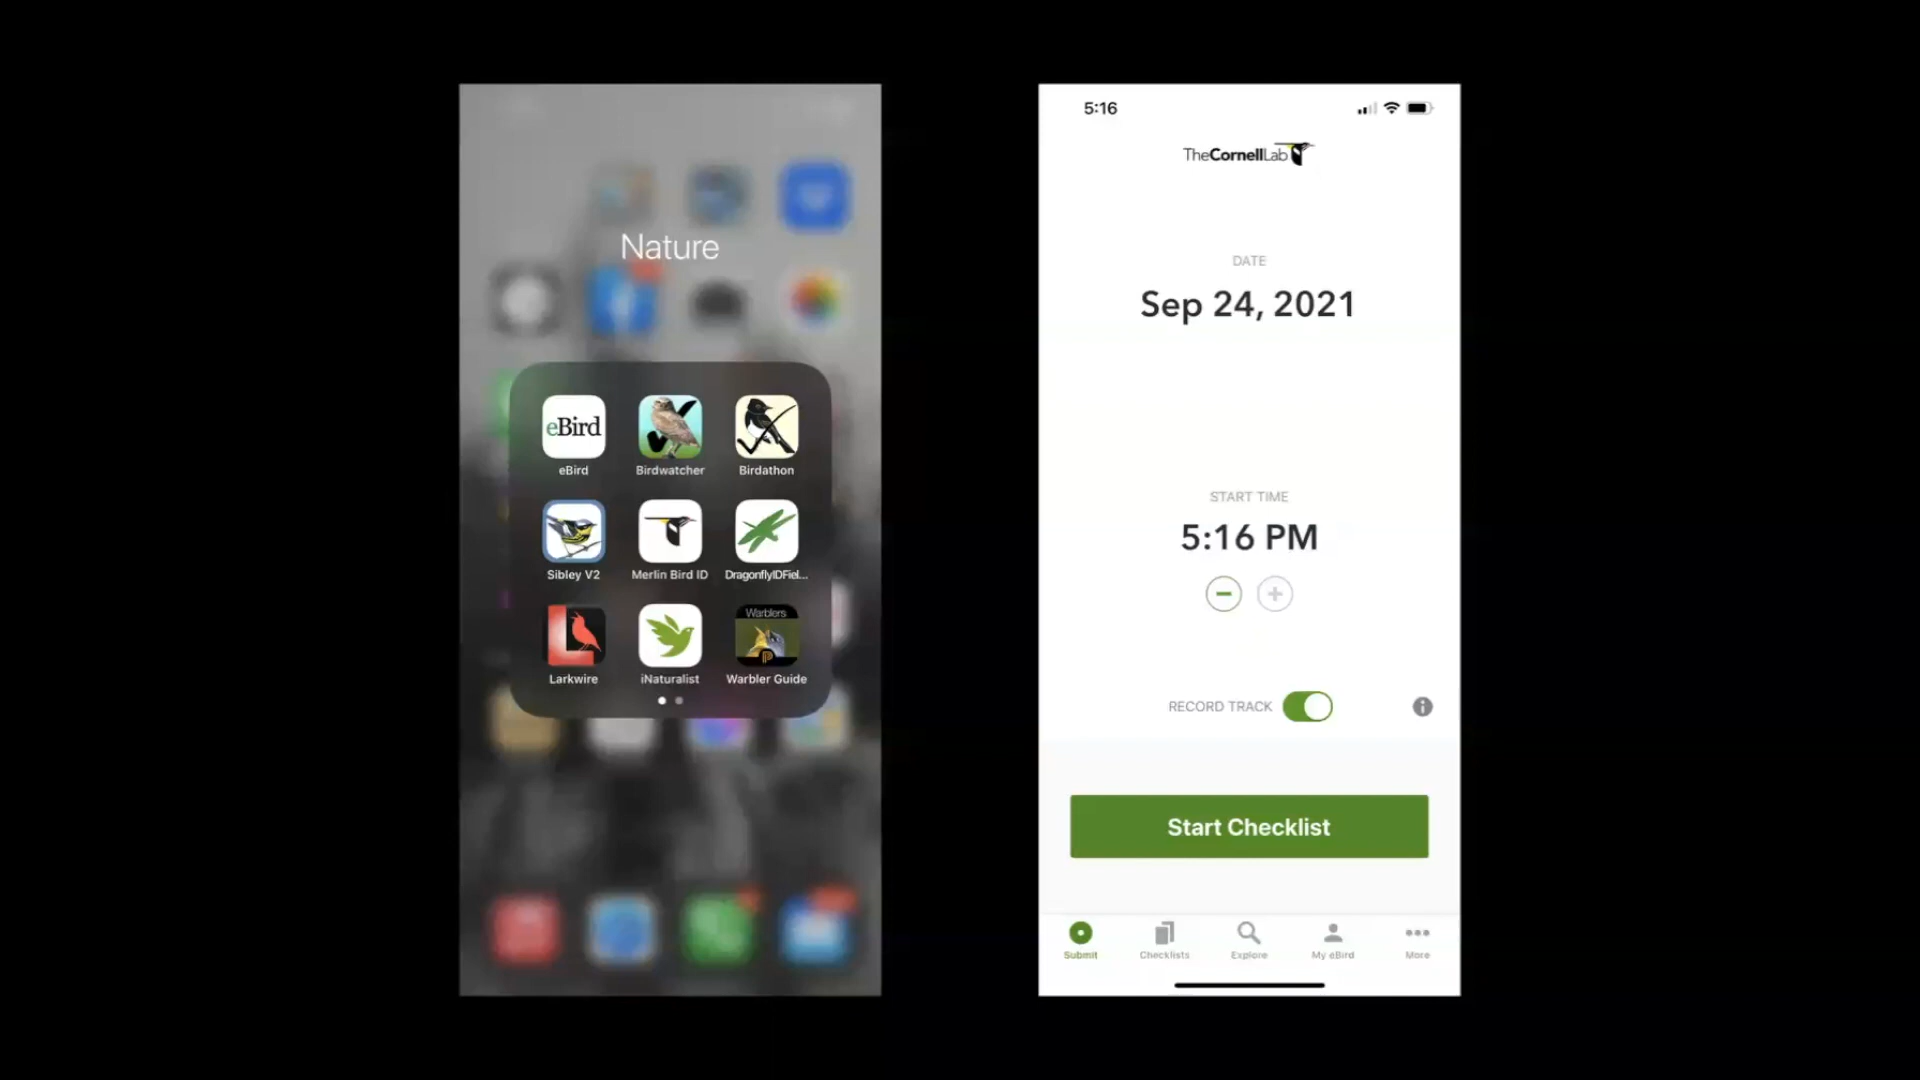 Nature
eBird
eBird
Birdwatcher
Birdathon
Sibley V2
Merlin Bird ID
DragonflyIDFiel...
Warblers
Larkwire
iNaturalist
Warbler Guide
5:16
TheCornellLab
DATE
Sep 24, 2021
START TIME
5:16 PM
RECORD TRACK
Start Checklist
Submit
Checklists
Explore
My eBird
More